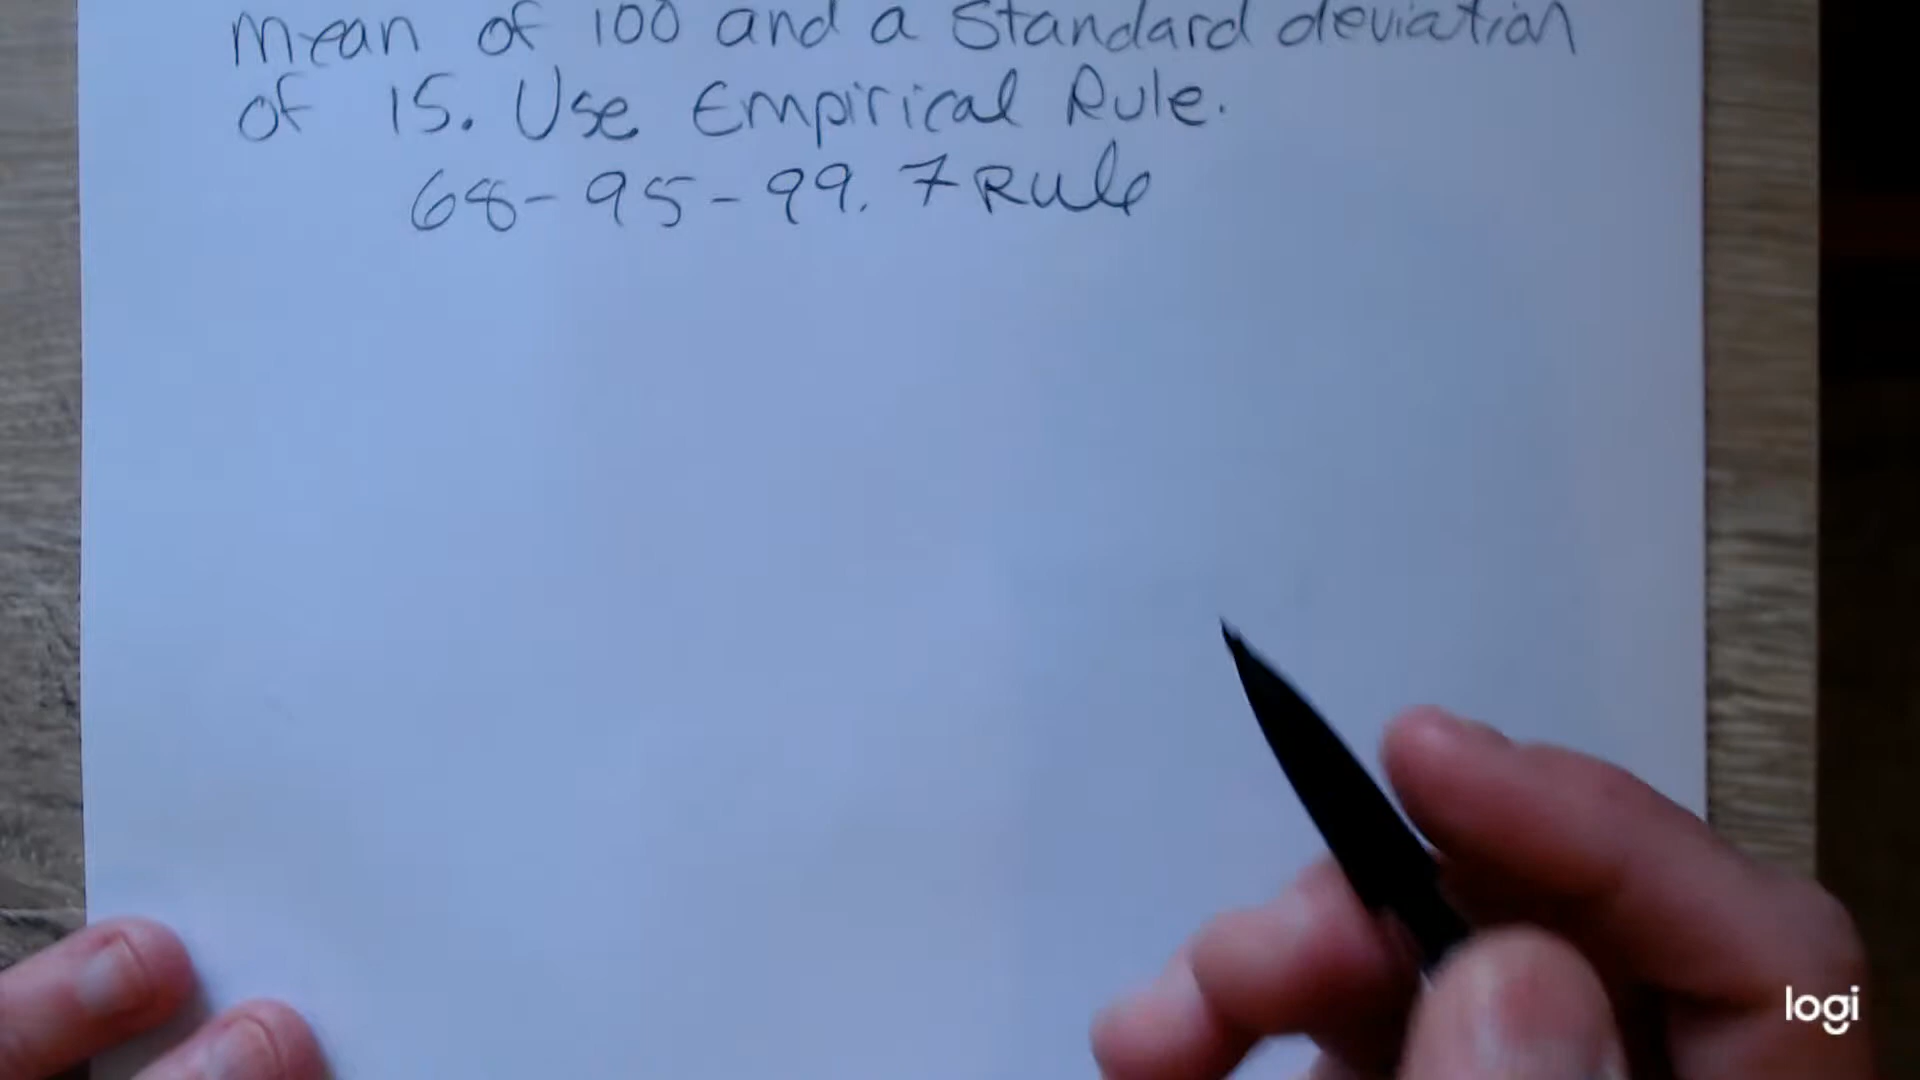 mean of 100 and a standard deviation
of 15. Use Empirical Rule.
68-95-99.7 Rule
logi